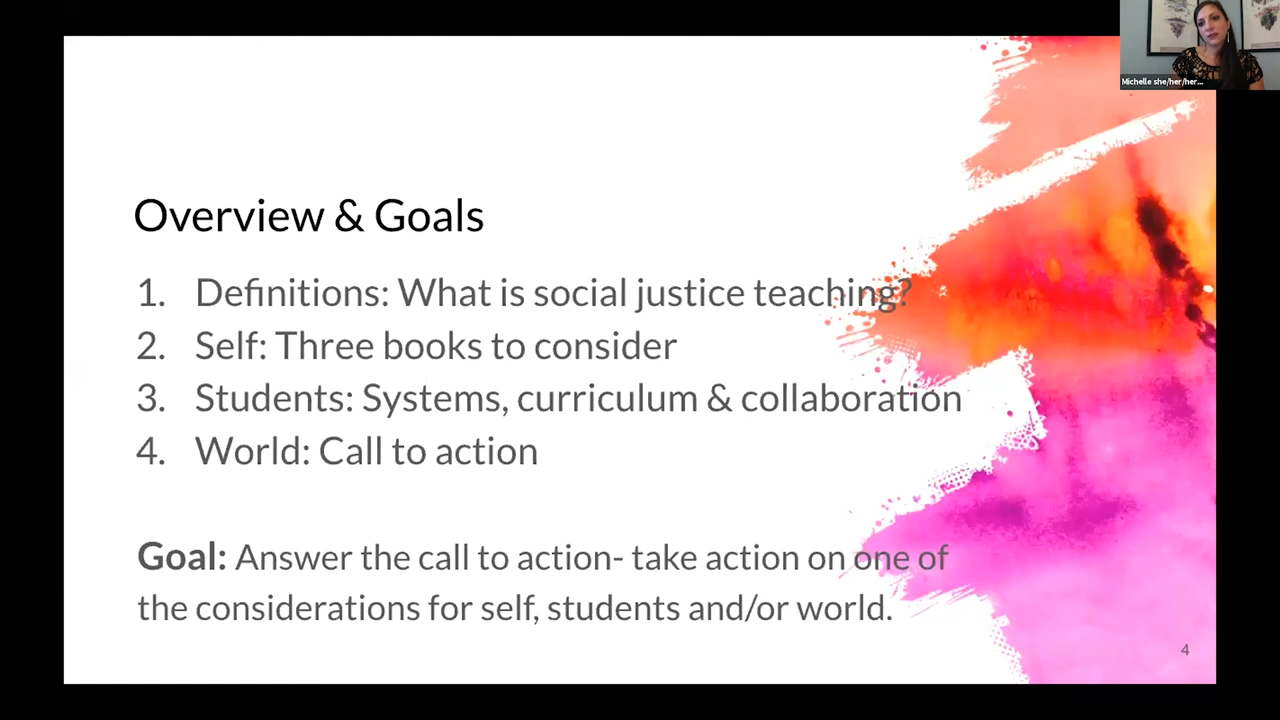 Michelle she/her/her...
Overview & Goals
1. Definitions: What is social justice teaching?
2. Self: Three books to consider
3. Students: Systems, curriculum & collaboration
4. World: Call to action
Goal: Answer the call to action- take action on one of
the considerations for self, students and/or world.
4